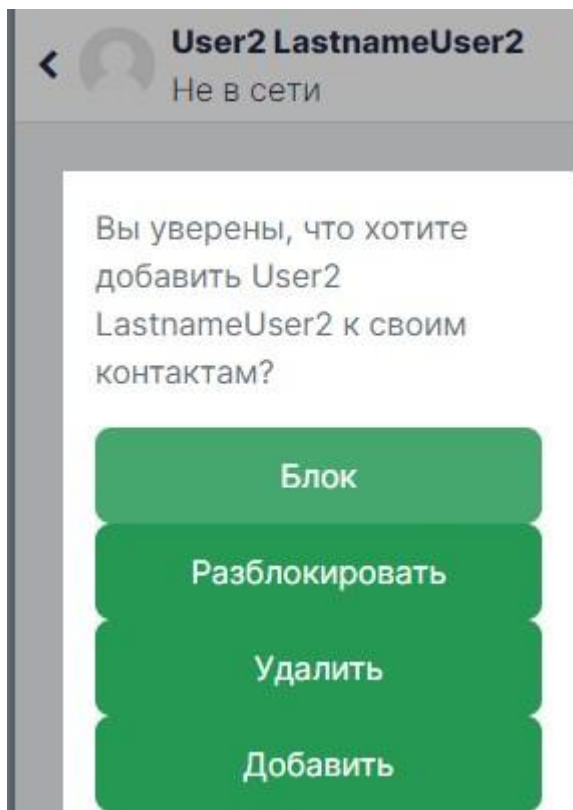 User2 LastnameUser2
Не в сети
Вы уверены, что хотите
добавить User2
LastnameUser2 к своим
контактам?
Блок
Разблокировать
Удалить
Добавить